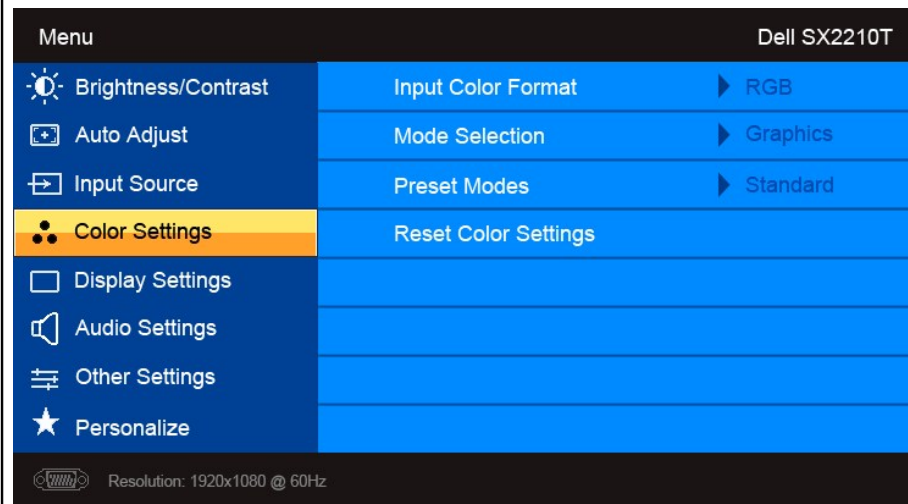 Menu Dell SX2210T
Brightness/Contrast Input Color Format RGB
Auto Adjust Mode Selection Graphics
Input Source Preset Modes Standard
Color Settings Reset Color Settings
Display Settings
Audio Settings
Other Settings
Personalize
Resolution: 1920x1080 @ 60Hz